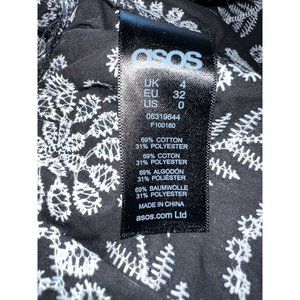 asos
UK 4
EU 32
US 0
06319644
F100160
69% COTTON
31% POLYESTER
69% COTON
31% POLYESTER
69% ALGODÓN
31% POLIÉSTER
69% BAUMWOLLE
31% POLYESTER
MADE IN CHINA
asos.com Ltd